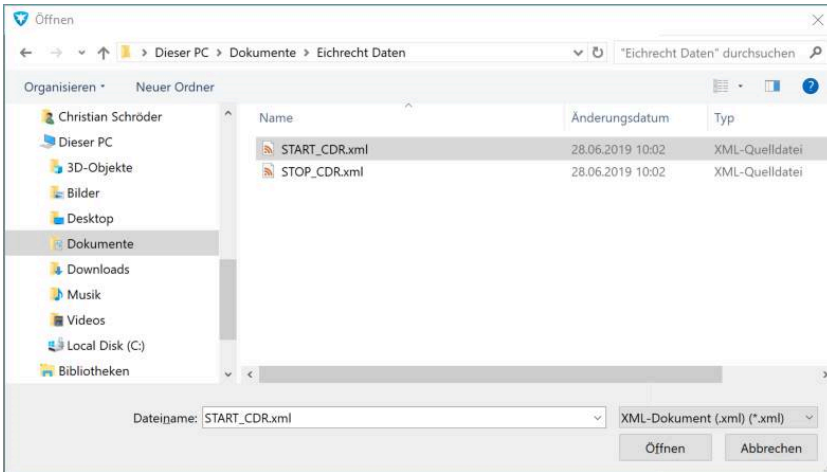 Öffnen
Dieser PC > Dokumente > Eichrecht Daten
"Eichrecht Daten" durchsuchen
Organisieren
Neuer Ordner
Christian Schröder
Dieser PC
3D-Objekte
Bilder
Desktop
Dokumente
Downloads
Musik
Videos
Local Disk (C:)
Bibliotheken
Name Änderungsdatum Typ
START_CDR.xml 28.06.2019 10:02 XML-Quelldatei
STOP_CDR.xml 28.06.2019 10:02 XML-Quelldatei
Dateiname: START_CDR.xml
XML-Dokument (.xml) (*.xml)
Öffnen Abbrechen